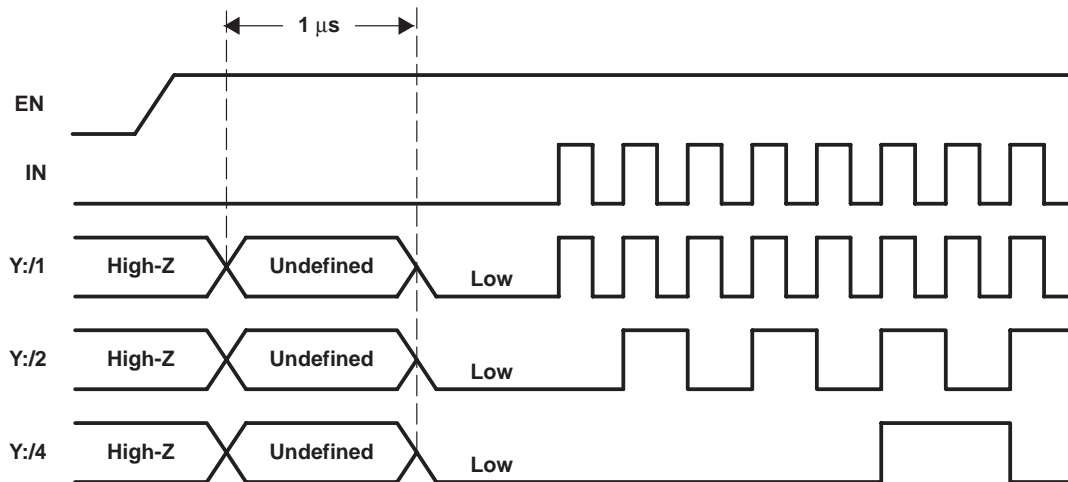 1 μs
EN
IN
Y:/1 High-Z Undefined Low
Y:/2 High-Z Undefined Low
Y:/4 High-Z Undefined Low